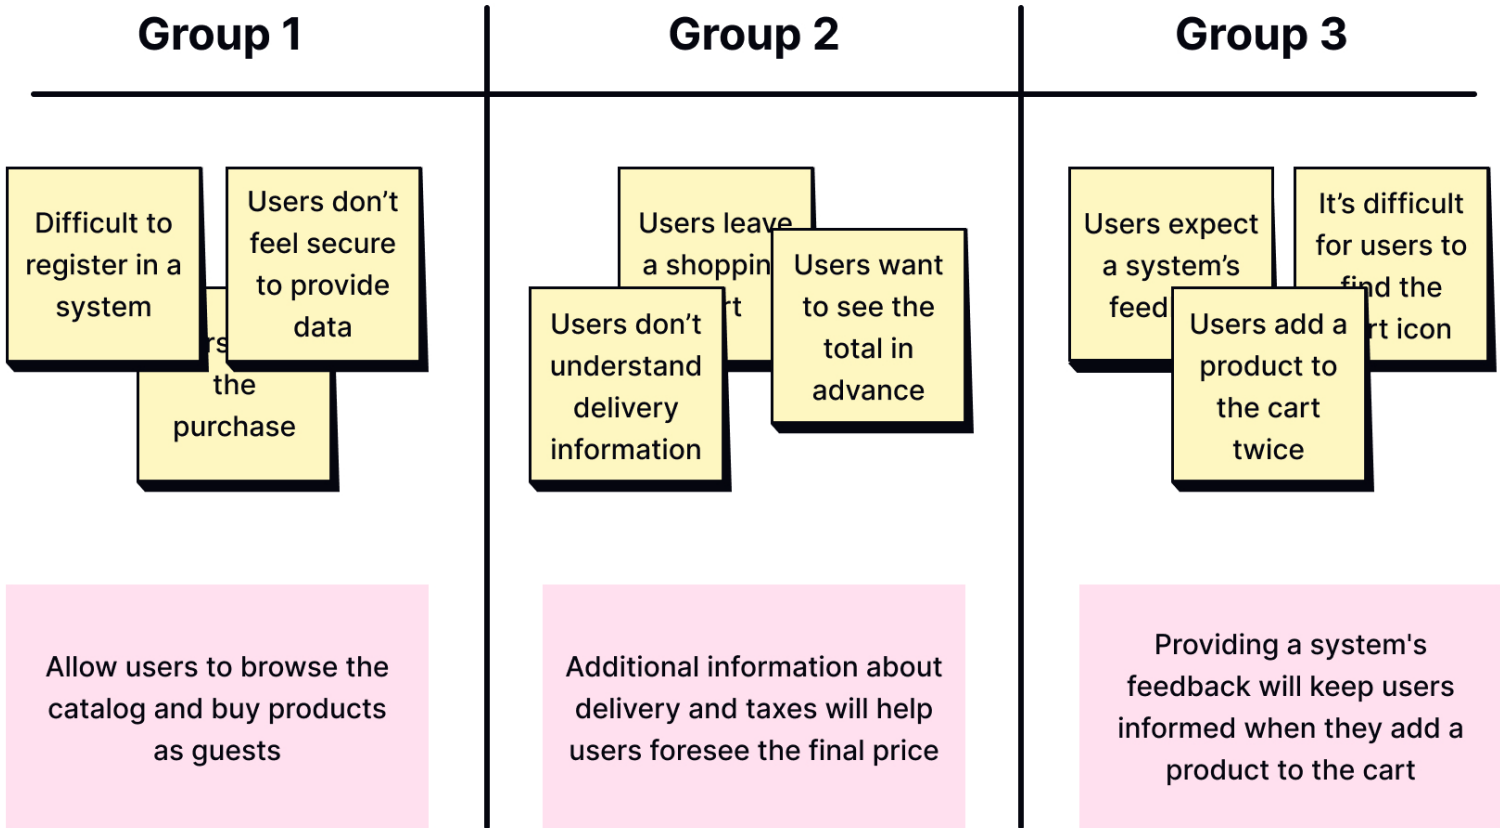 Group 1
Group 2
Group 3
Difficult to
register in a
system
Users don’t
feel secure
to provide
data
the
purchase
Users leave
a
Users don’t
understand
delivery
information
Users want
to see the
total in
advance
Users expect
a system’s
It’s difficult
for users to
find the
icon
Users add a
product to
the cart
twice
Allow users to browse the
catalog and buy products
as guests
Additional information about
delivery and taxes will help
users foresee the final price
Providing a system's
feedback will keep users
informed when they add a
product to the cart